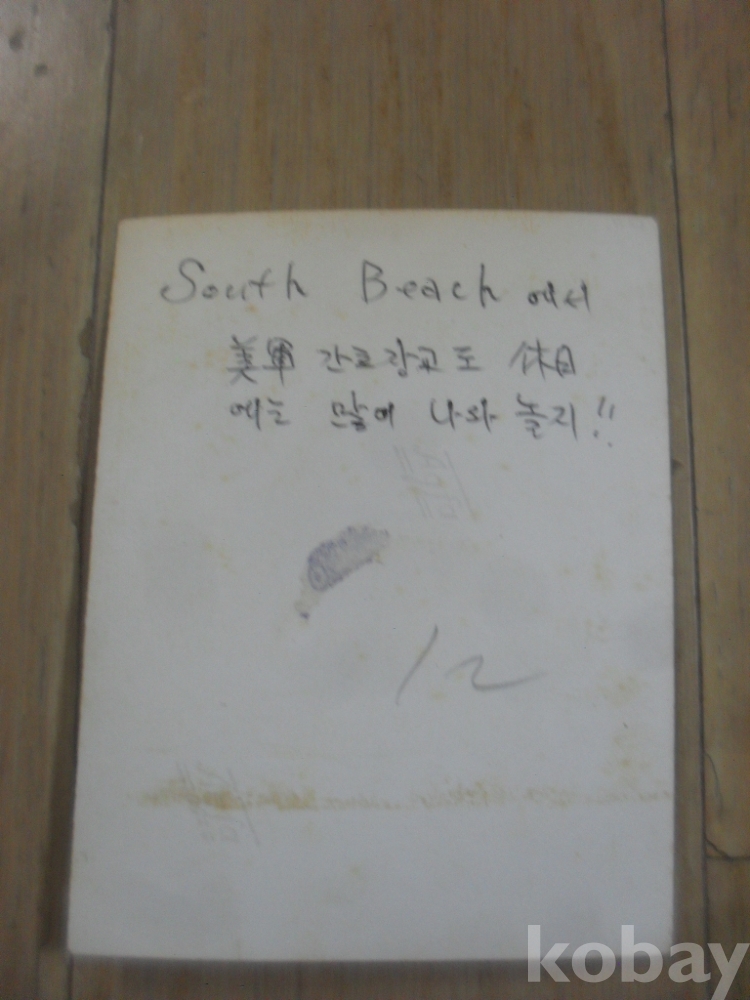 South Beach 에서
美軍 간호장교도 休日
에는 많이 나와 놀지!!
12
kobay